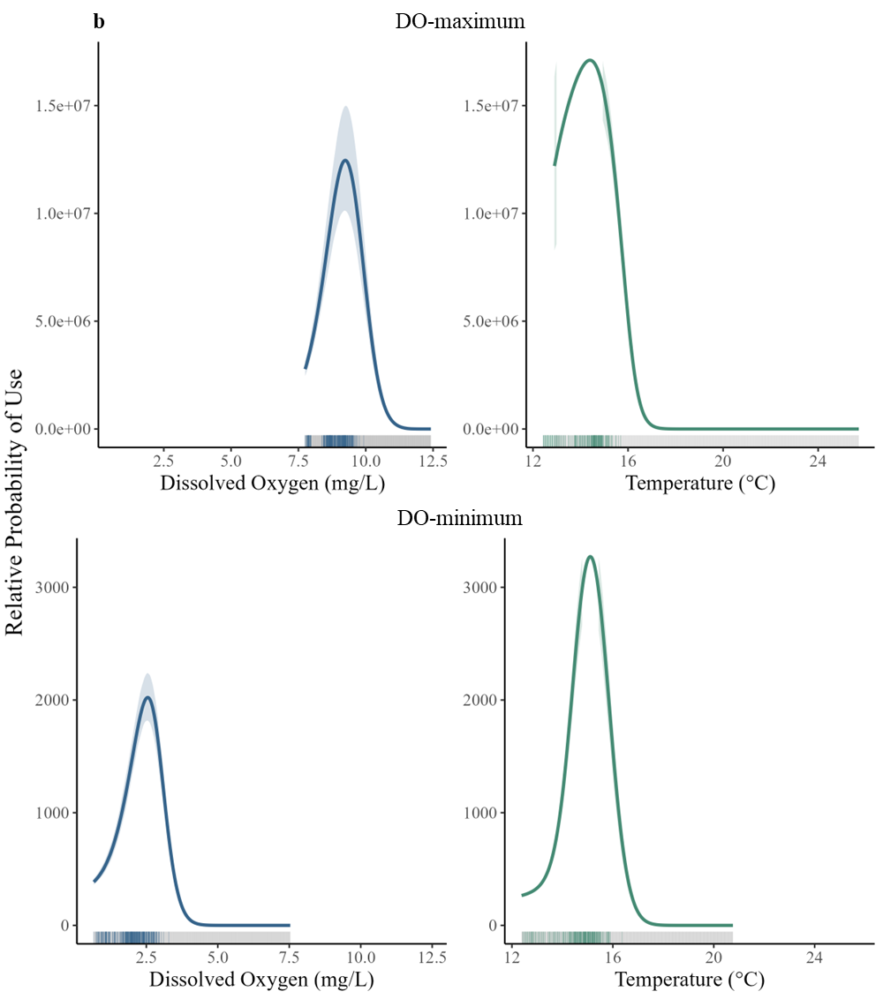 b
DO-maximum
1.5e+07
1.0e+07
5.0e+06
0.0e+00
2.5 5.0 7.5 10.0 12.5
Dissolved Oxygen (mg/L)
1.5e+07
1.0e+07
5.0e+06
0.0e+00
12 16 20 24
Temperature (°C)
Relative Probability of Use
DO-minimum
3000
2000
1000
0
2.5 5.0 7.5 10.0 12.5
Dissolved Oxygen (mg/L)
3000
2000
1000
0
12 16 20 24
Temperature (°C)